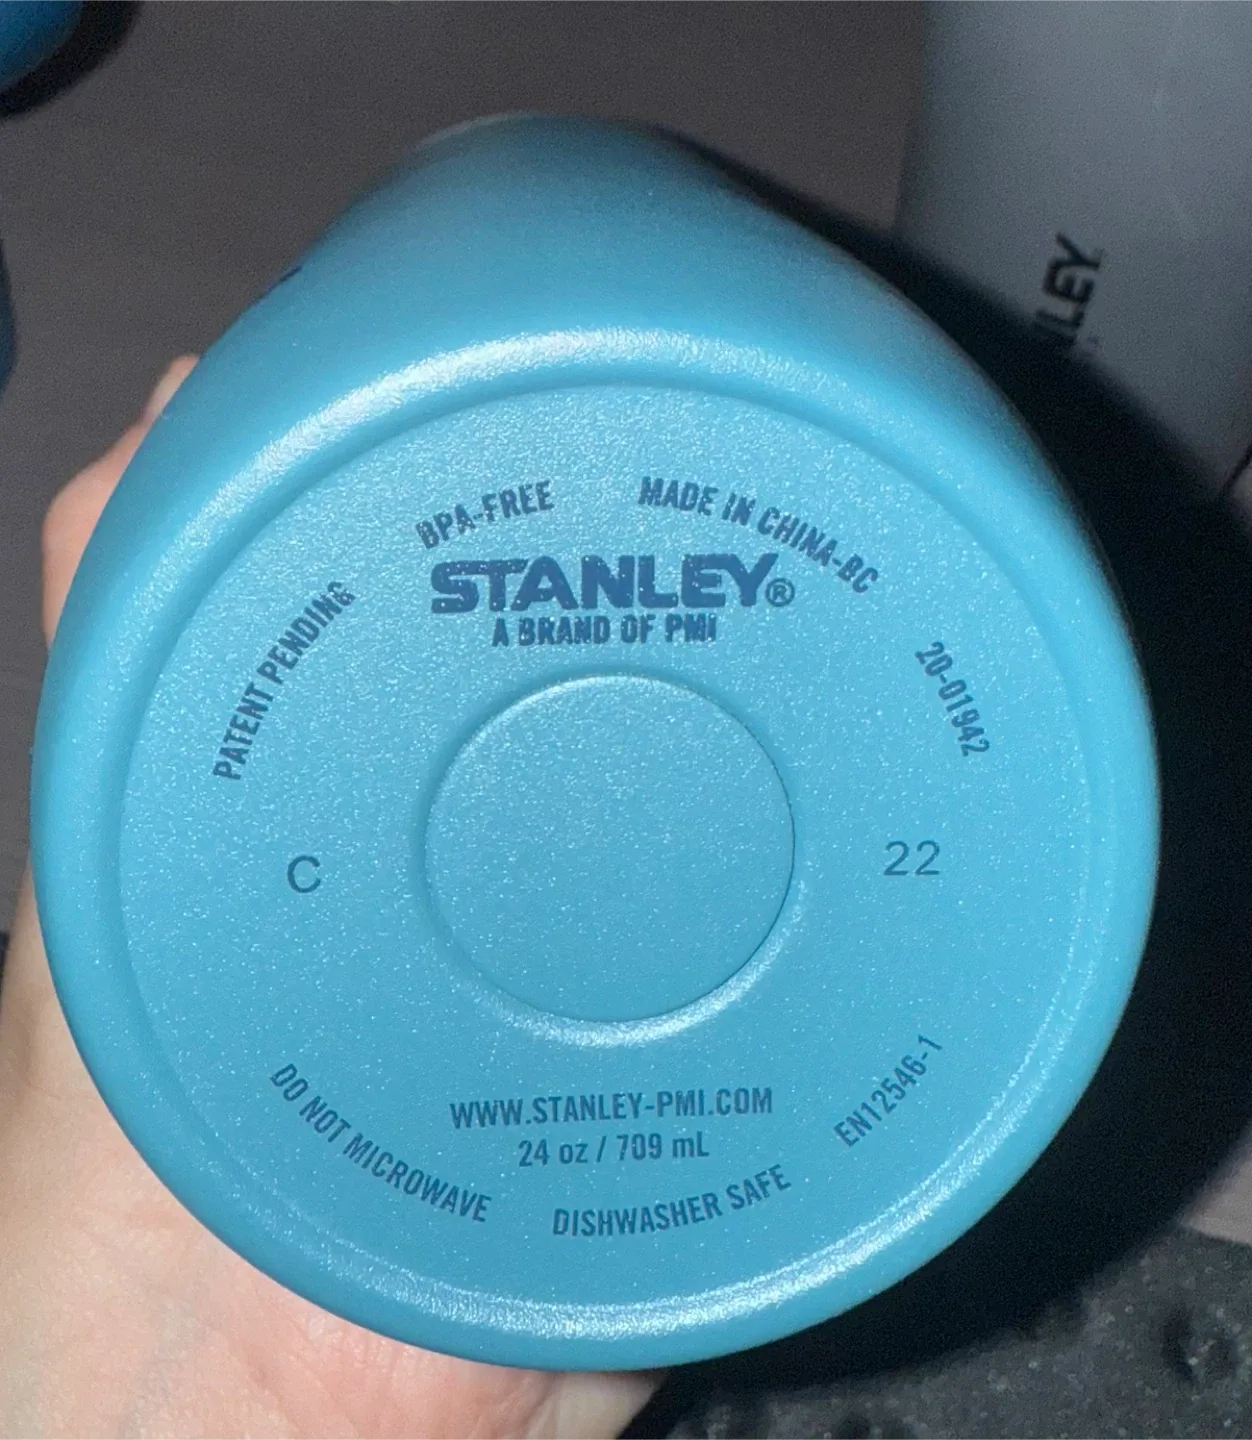 BPA-FREE
MADE IN CHINA-BC
STANLEY®
A BRAND OF PMI
PATENT PENDING
20-01942
C
22
WWW.STANLEY-PMI.COM
24 oz / 709 mL
EN12546-1
DO NOT MICROWAVE
DISHWASHER SAFE
LEY